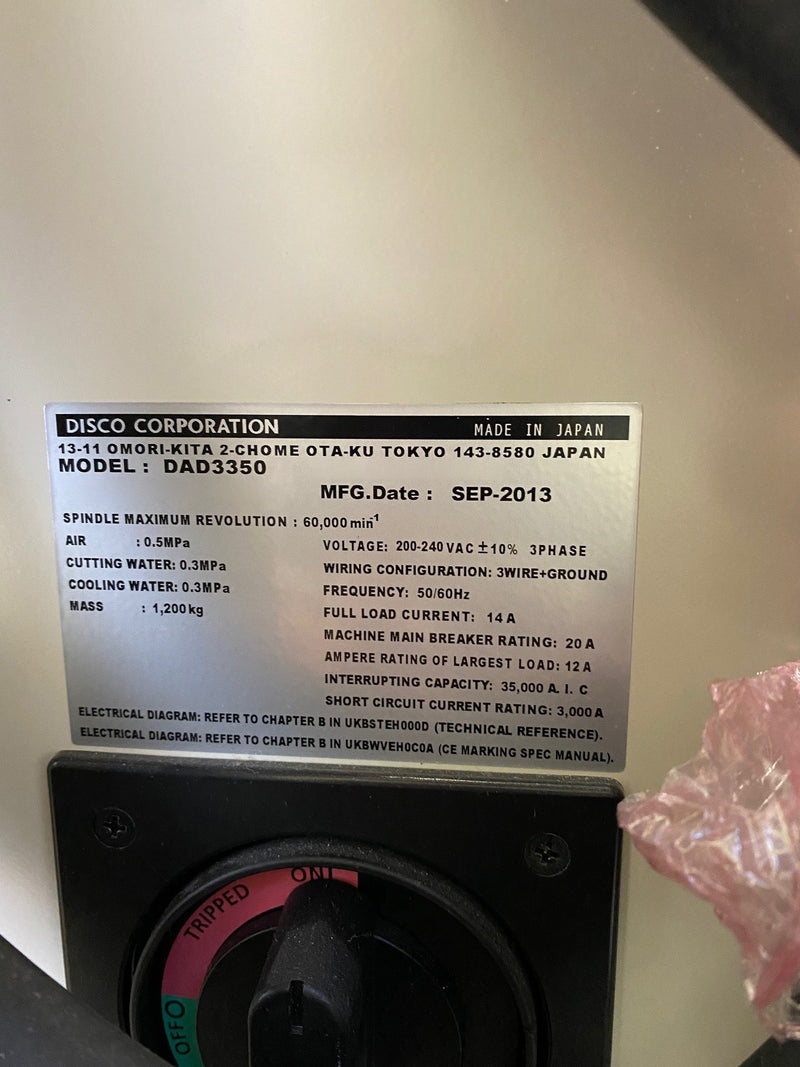 DISCO CORPORATION MADE IN JAPAN
13-11 OMORI-KITA 2-CHOME OTA-KU TOKYO 143-8580 JAPAN
MODEL : DAD3350
MFG.Date : SEP-2013
SPINDLE MAXIMUM REVOLUTION : 60,000 min-1
AIR : 0.5MPa
CUTTING WATER: 0.3MPa
COOLING WATER: 0.3MPa
MASS : 1,200 kg
VOLTAGE: 200-240 VAC ±10% 3PHASE
WIRING CONFIGURATION: 3WIRE+GROUND
FREQUENCY: 50/60Hz
FULL LOAD CURRENT: 14 A
MACHINE MAIN BREAKER RATING: 20 A
AMPERE RATING OF LARGEST LOAD: 12 A
INTERRUPTING CAPACITY: 35,000 A. I. C
SHORT CIRCUIT CURRENT RATING: 3,000 A
ELECTRICAL DIAGRAM: REFER TO CHAPTER B IN UKBSTEH000D (TECHNICAL REFERENCE).
ELECTRICAL DIAGRAM: REFER TO CHAPTER B IN UKBWVEH0C0A (CE MARKING SPEC MANUAL).
ON I
TRIPPED
OFF O